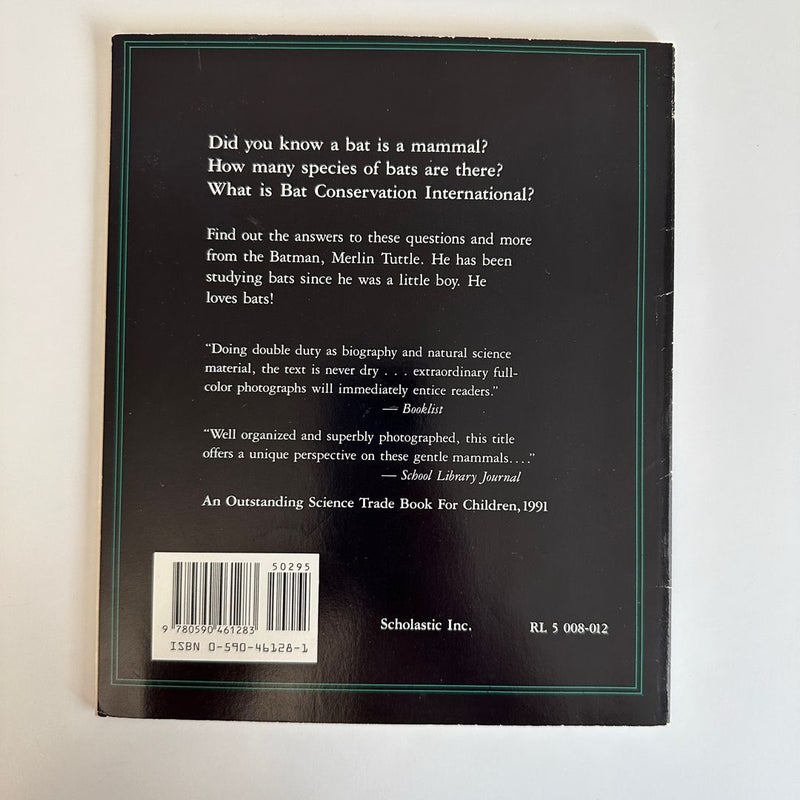 Did you know a bat is a mammal?
How many species of bats are there?
What is Bat Conservation International?
Find out the answers to these questions and more
from the Batman, Merlin Tuttle. He has been
studying bats since he was a little boy. He
loves bats!
“Doing double duty as biography and natural science
material, the text is never dry . . . extraordinary full-
color photographs will immediately entice readers.”
— Booklist
“Well organized and superbly photographed, this title
offers a unique perspective on these gentle mammals....”
— School Library Journal
An Outstanding Science Trade Book For Children, 1991
50295
9 780590 461283
ISBN 0-590-46128-1
Scholastic Inc.
RL 5 008-012